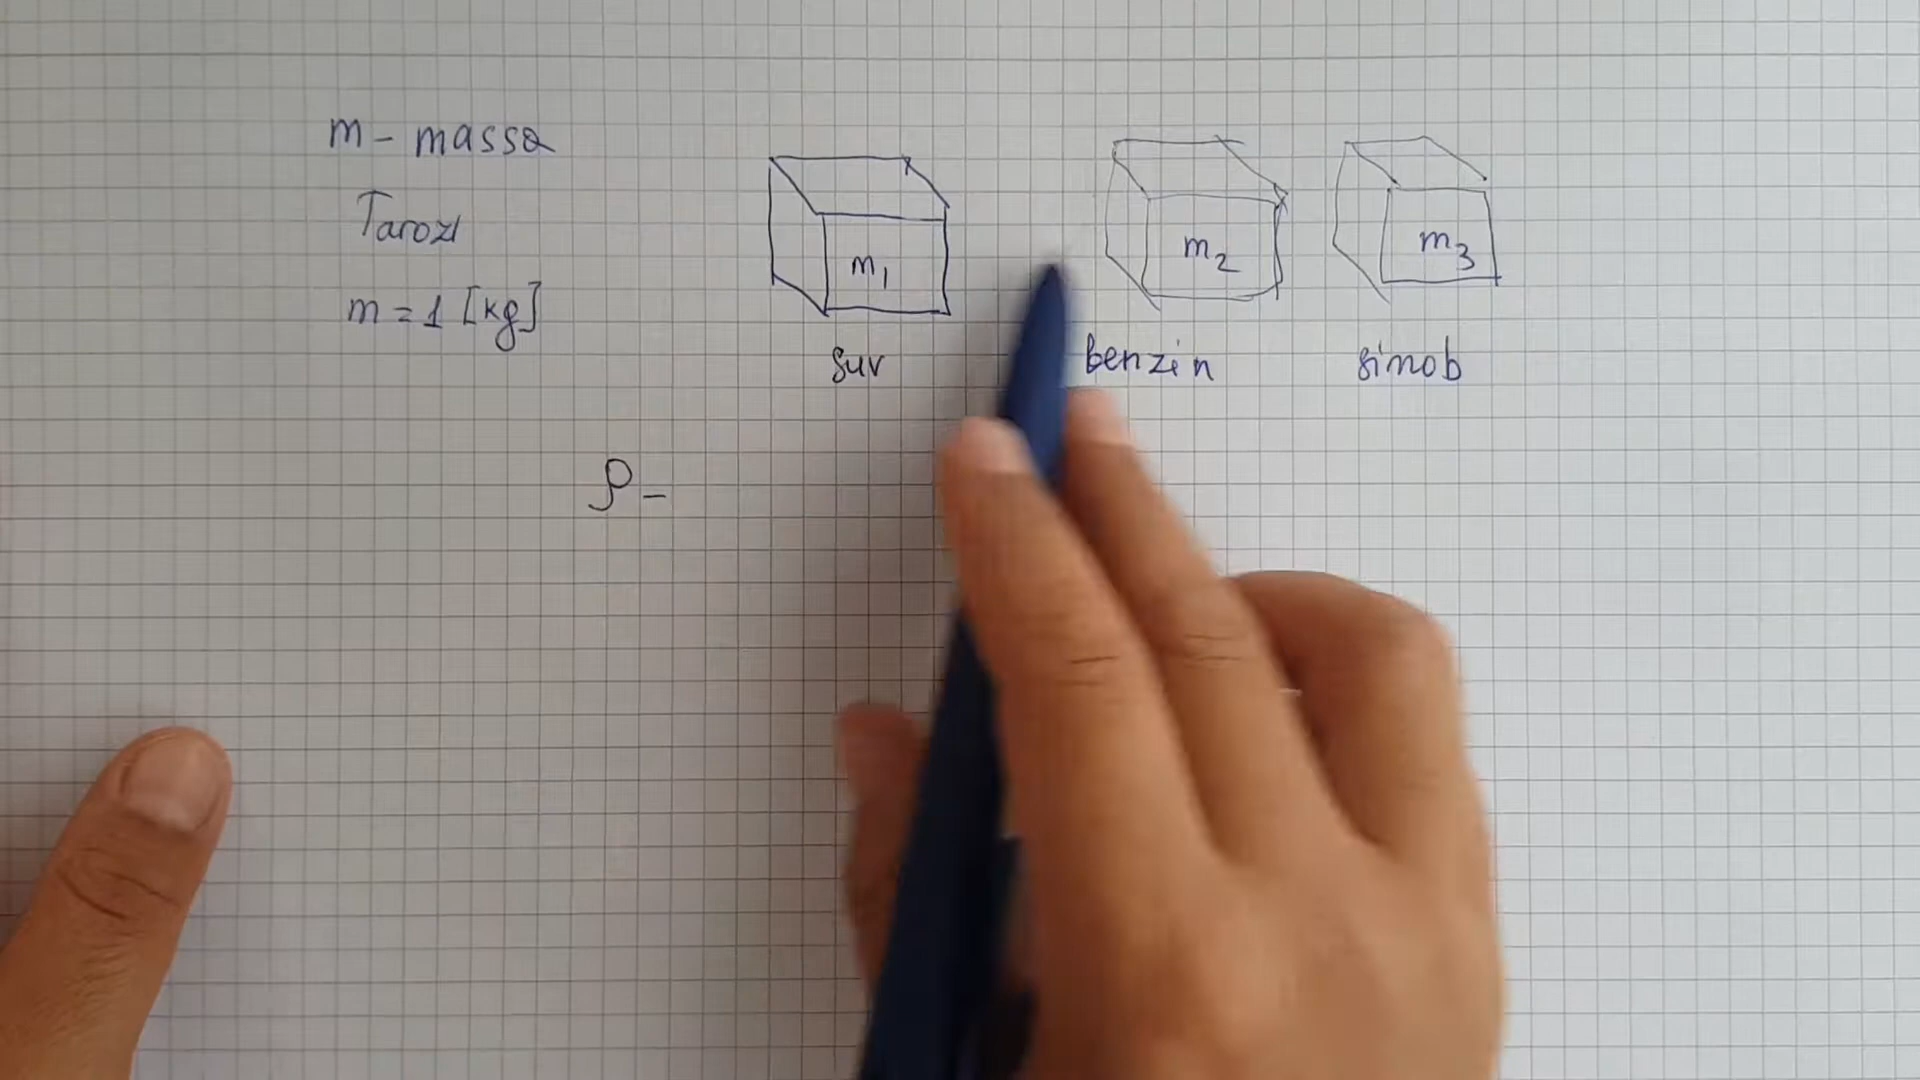 m – massa
Tarozi
m = 1 [kg]
m₁
m₂
m₃
suv
benzin
simob
ρ –